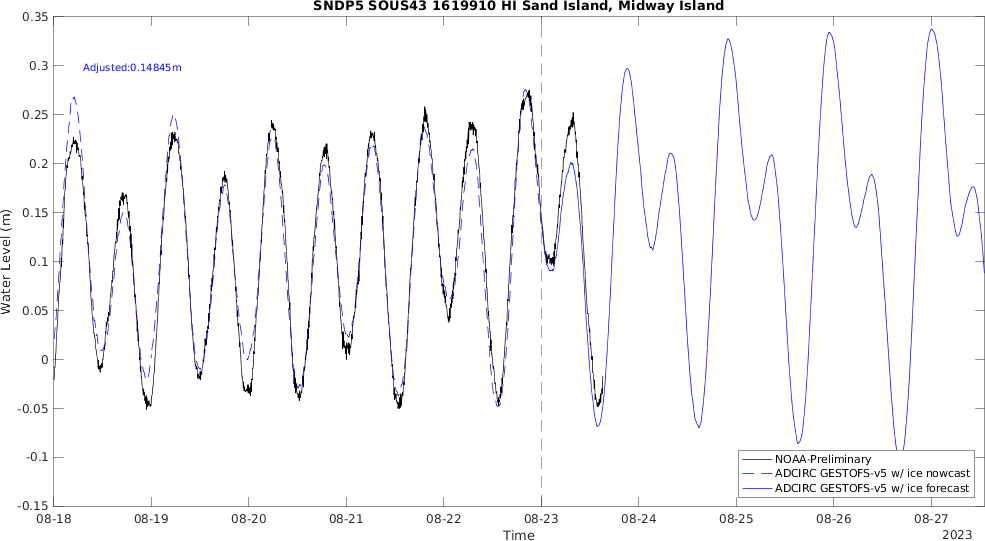 SNDP5 SOUS43 1619910 HI Sand Island, Midway Island
0.35
0.3
0.25
0.2
0.15
0.1
0.05
0
-0.05
-0.1
-0.15
Water Level (m)
Adjusted:0.14845m
NOAA-Preliminary
ADCIRC GESTOFS-v5 w/ ice nowcast
ADCIRC GESTOFS-v5 w/ ice forecast
08-18 08-19 08-20 08-21 08-22 08-23 08-24 08-25 08-26 08-27
Time
2023